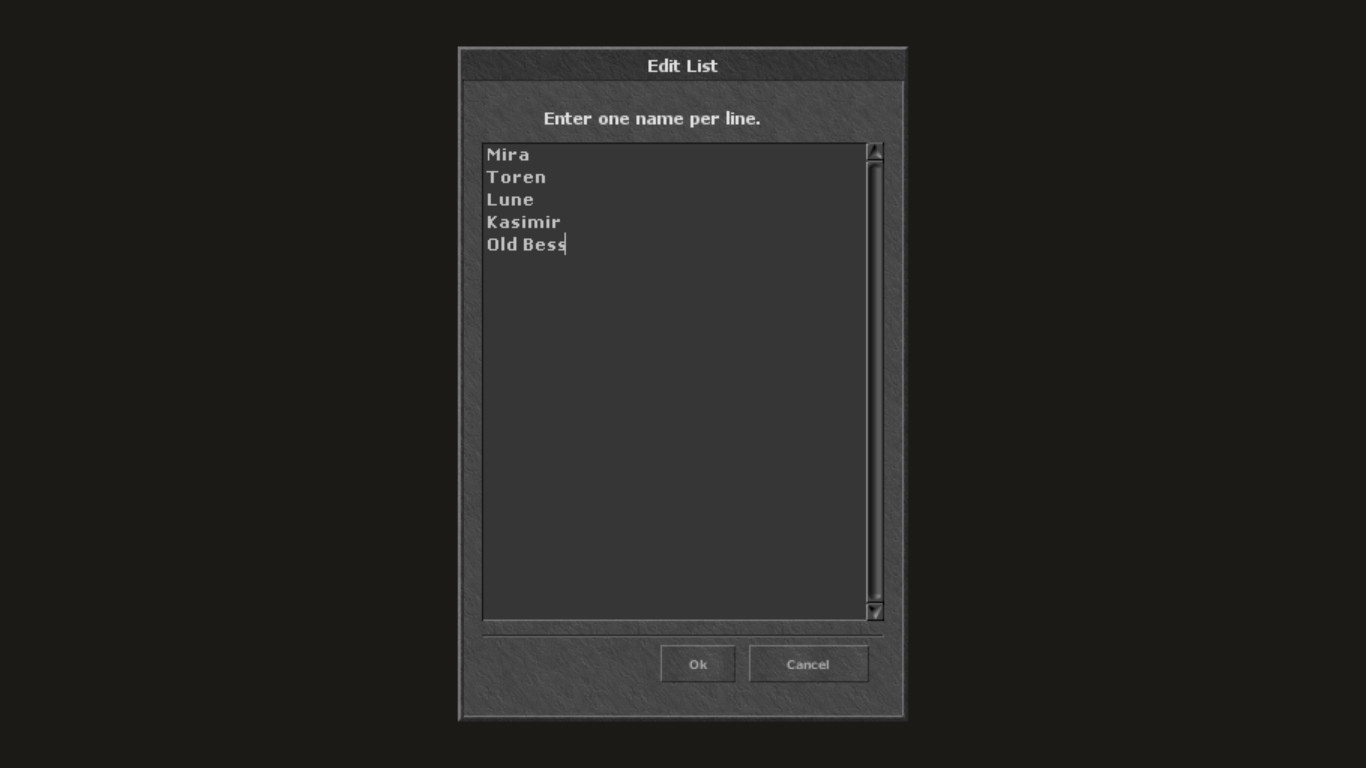 Edit List
Enter one name per line.
Mira
Toren
Lune
Kasimir
Old Bess
Ok
Cancel